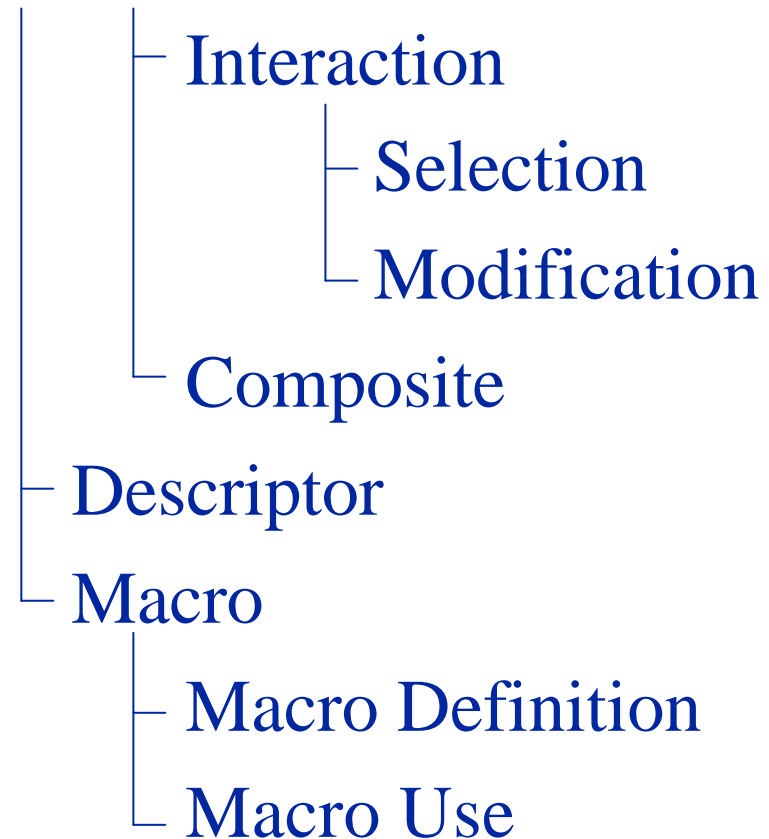 Interaction
Selection
Modification
Composite
Descriptor
Macro
Macro Definition
Macro Use